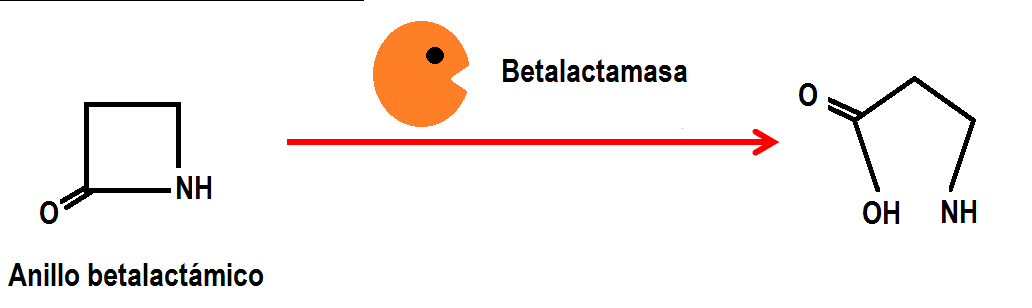 Betalactamasa
O
NH
O
OH
NH
Anillo betalactámico